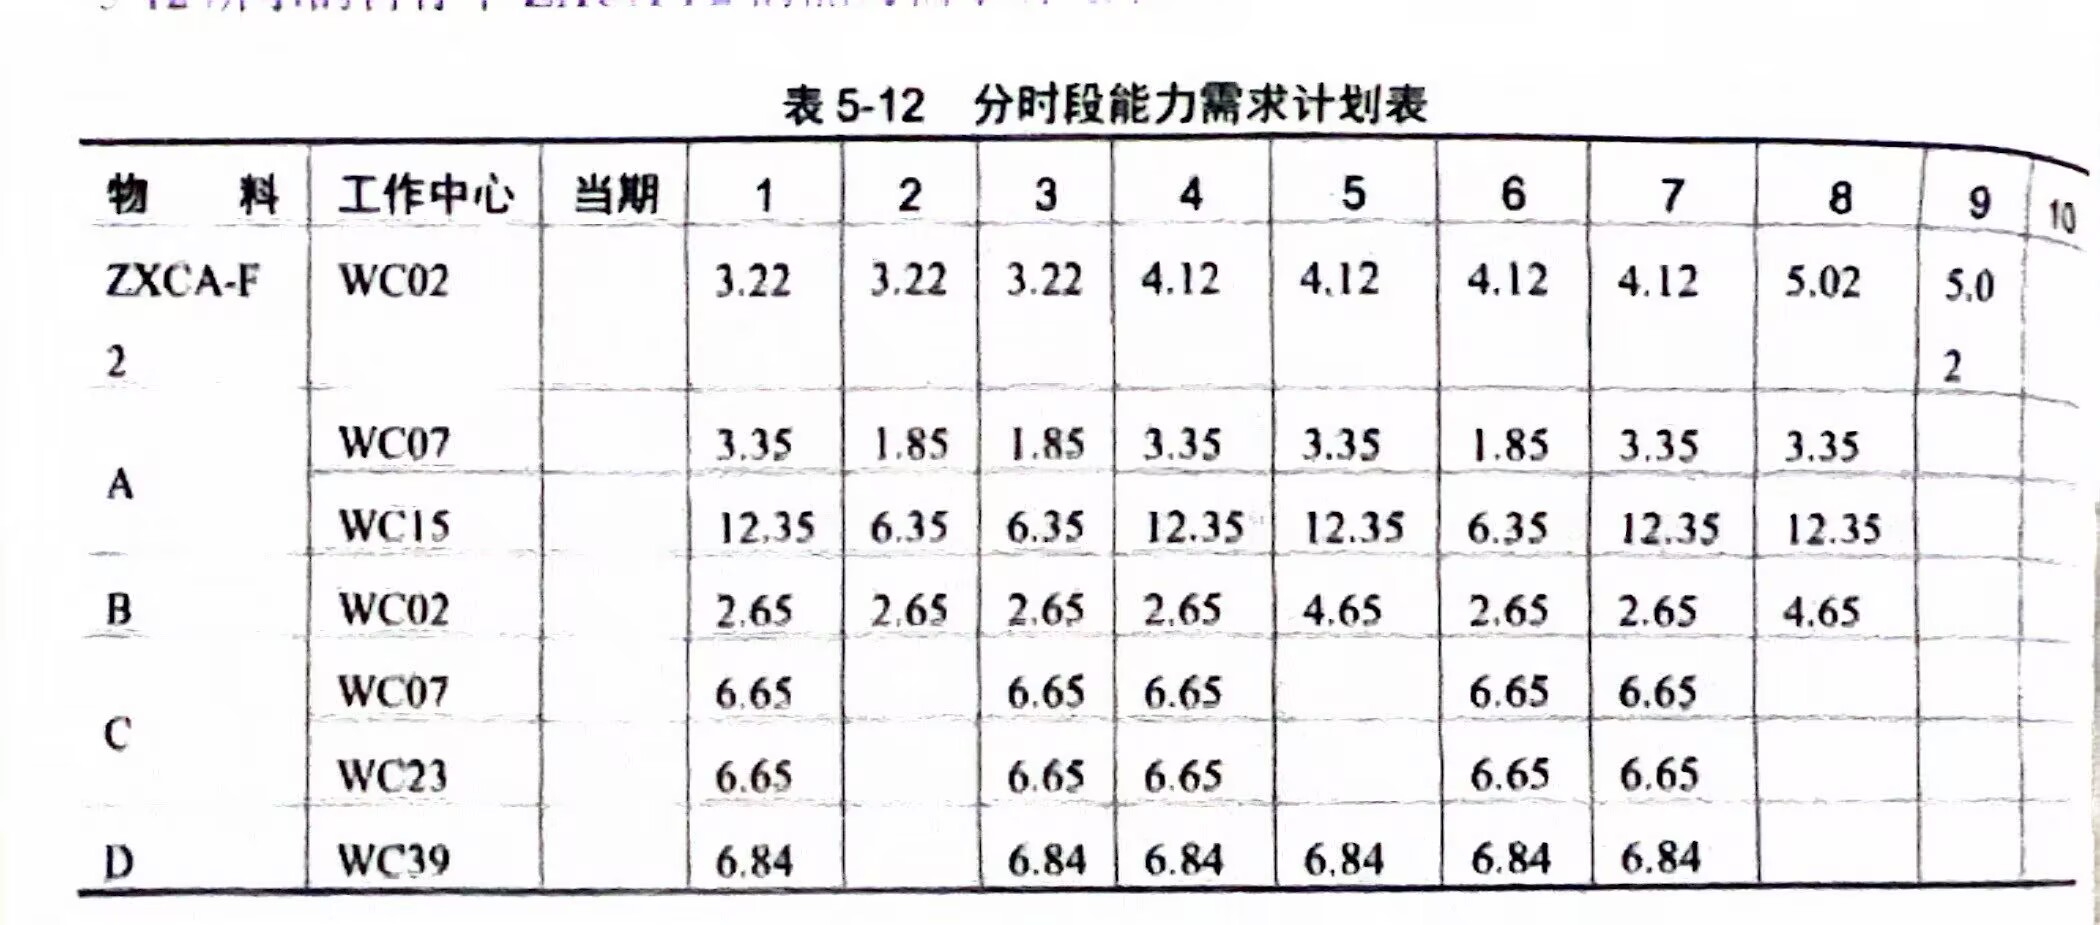 表 5-12 分时段能力需求计划表
物 料 工作中心 当期 1 2 3 4 5 6 7 8 9 10
ZXCA-F WC02 3.22 3.22 3.22 4.12 4.12 4.12 4.12 5.02 5.0
2 2
WC07 3.35 1.85 1.85 3.35 3.35 1.85 3.35 3.35
A
WC15 12.35 6.35 6.35 12.35 12.35 6.35 12.35 12.35
B WC02 2.65 2.65 2.65 2.65 4.65 2.65 2.65 4.65
WC07 6.65 6.65 6.65 6.65 6.65
C
WC23 6.65 6.65 6.65 6.65 6.65
D WC39 6.84 6.84 6.84 6.84 6.84 6.84